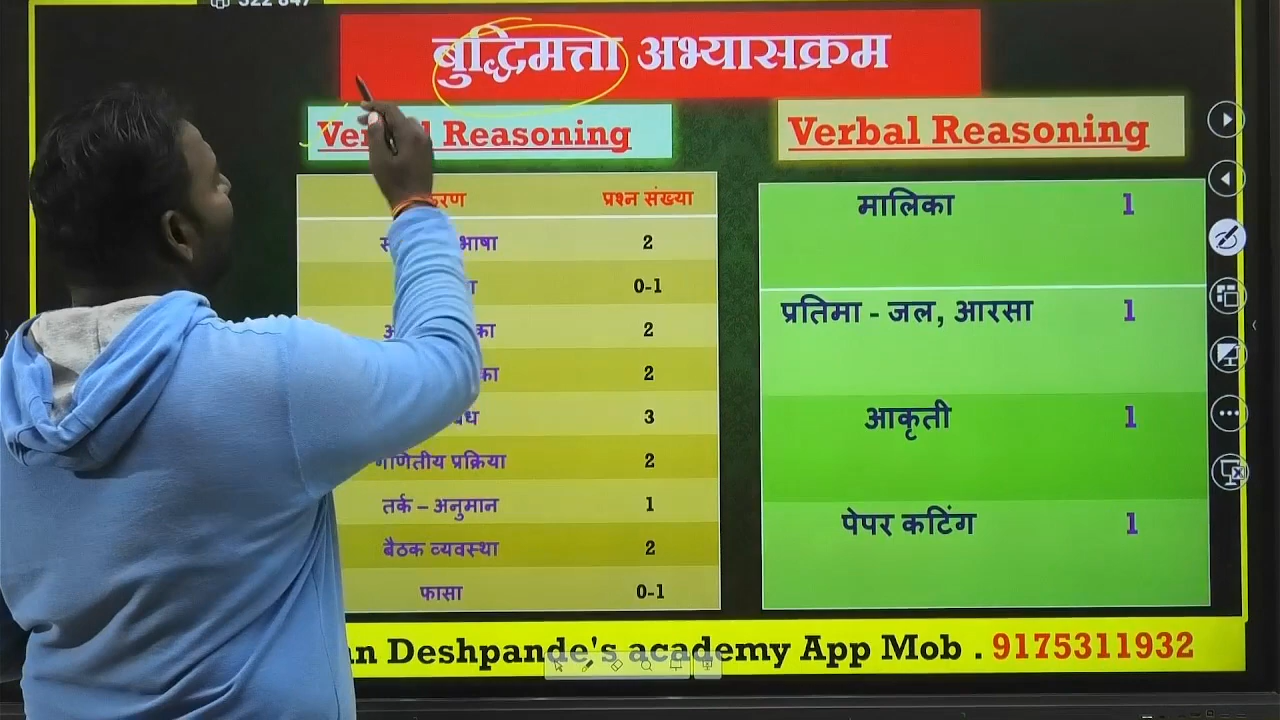 322 847
बुद्धिमत्ता अभ्यासक्रम
Reasoning
Verbal Reasoning
प्रश्न संख्या
2
0-1
2
2
3
गणितीय प्रक्रिया 2
तर्क – अनुमान 1
बैठक व्यवस्था 2
फासा 0-1
मालिका 1
प्रतिमा - जल, आरसा 1
आकृती 1
पेपर कटिंग 1
Deshpande's academy App Mob . 9175311932